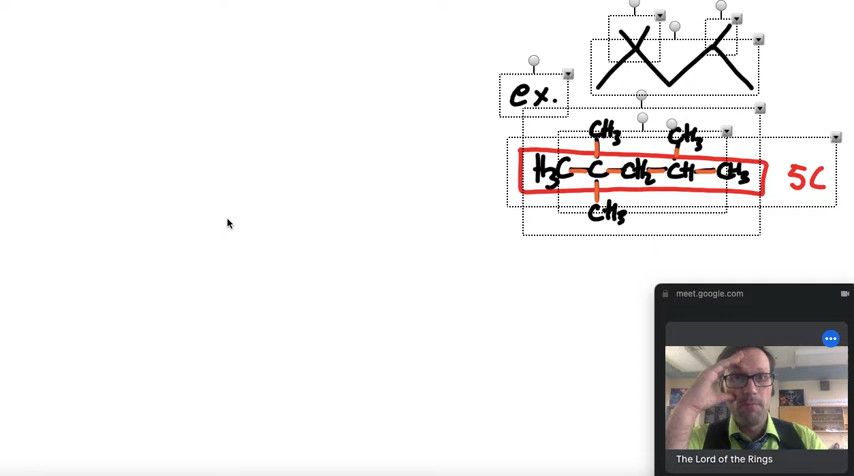 ex.
CH3 CH3
H3C-C-CH2-CH-CH3 5C
CH3
meet.google.com
The Lord of the Rings